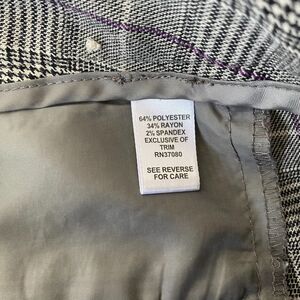 64% POLYESTER
34% RAYON
2% SPANDEX
EXCLUSIVE OF
TRIM
RN37080
SEE REVERSE
FOR CARE